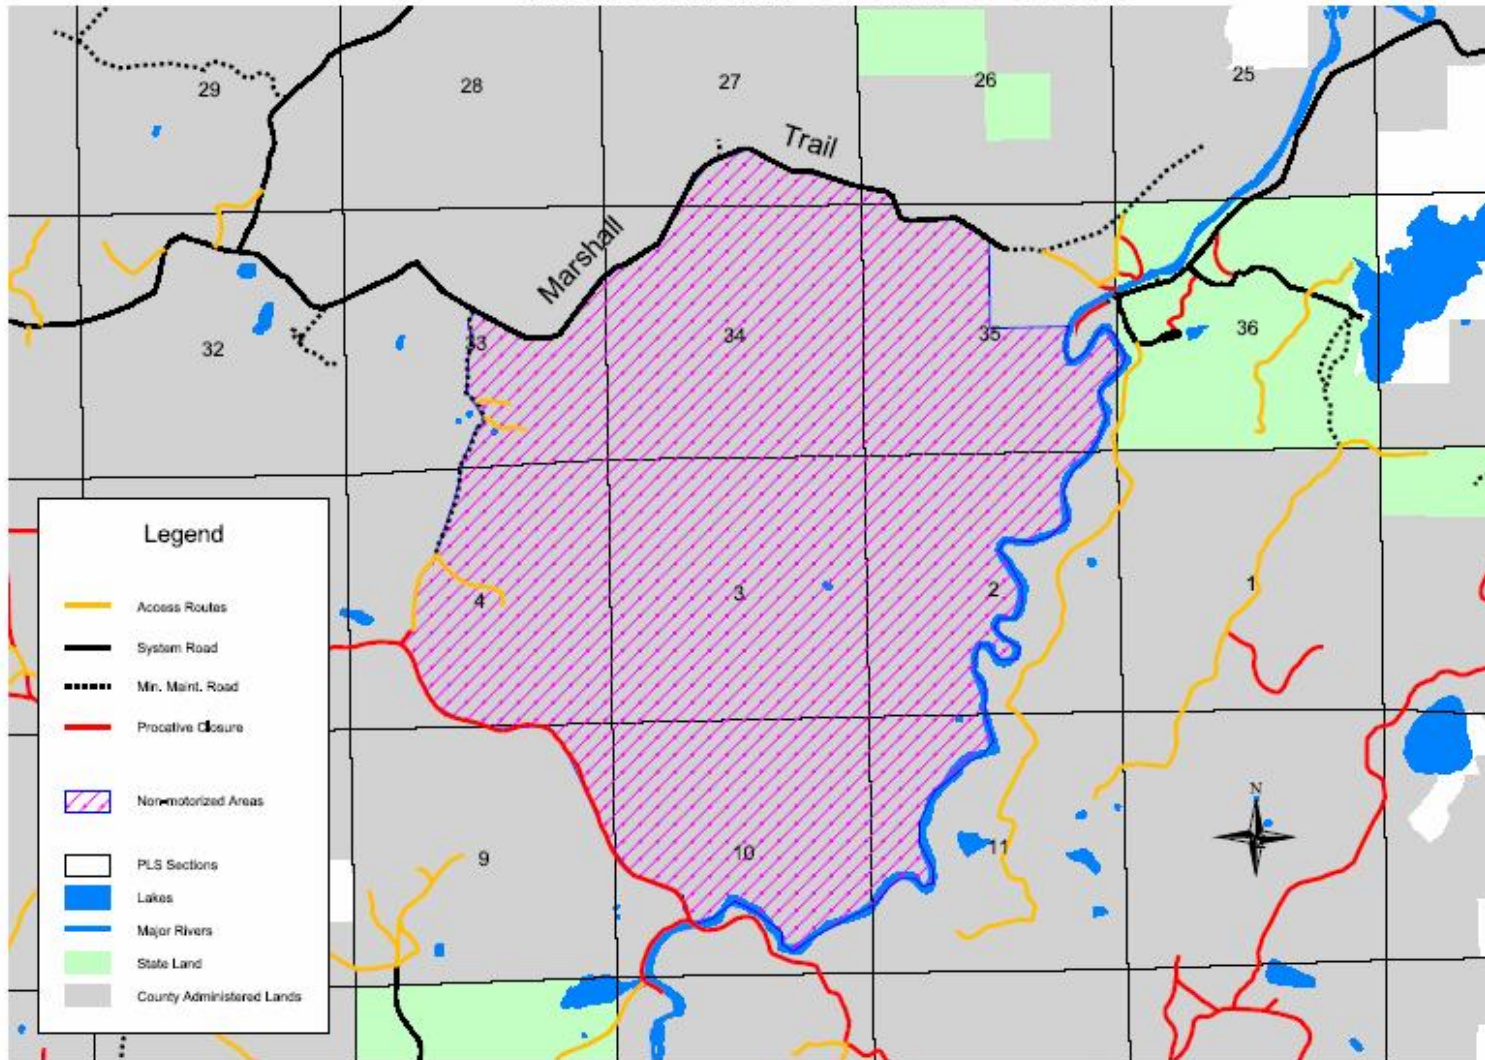 29
28
27
26
25
Trail
Marshall
32
33
34
35
36
Legend
Access Routes
System Road
Min. Maint. Road
Procative Closure
Non-motorized Areas
PLS Sections
Lakes
Major Rivers
State Land
County Administered Lands
4
3
2
1
9
10
11
N